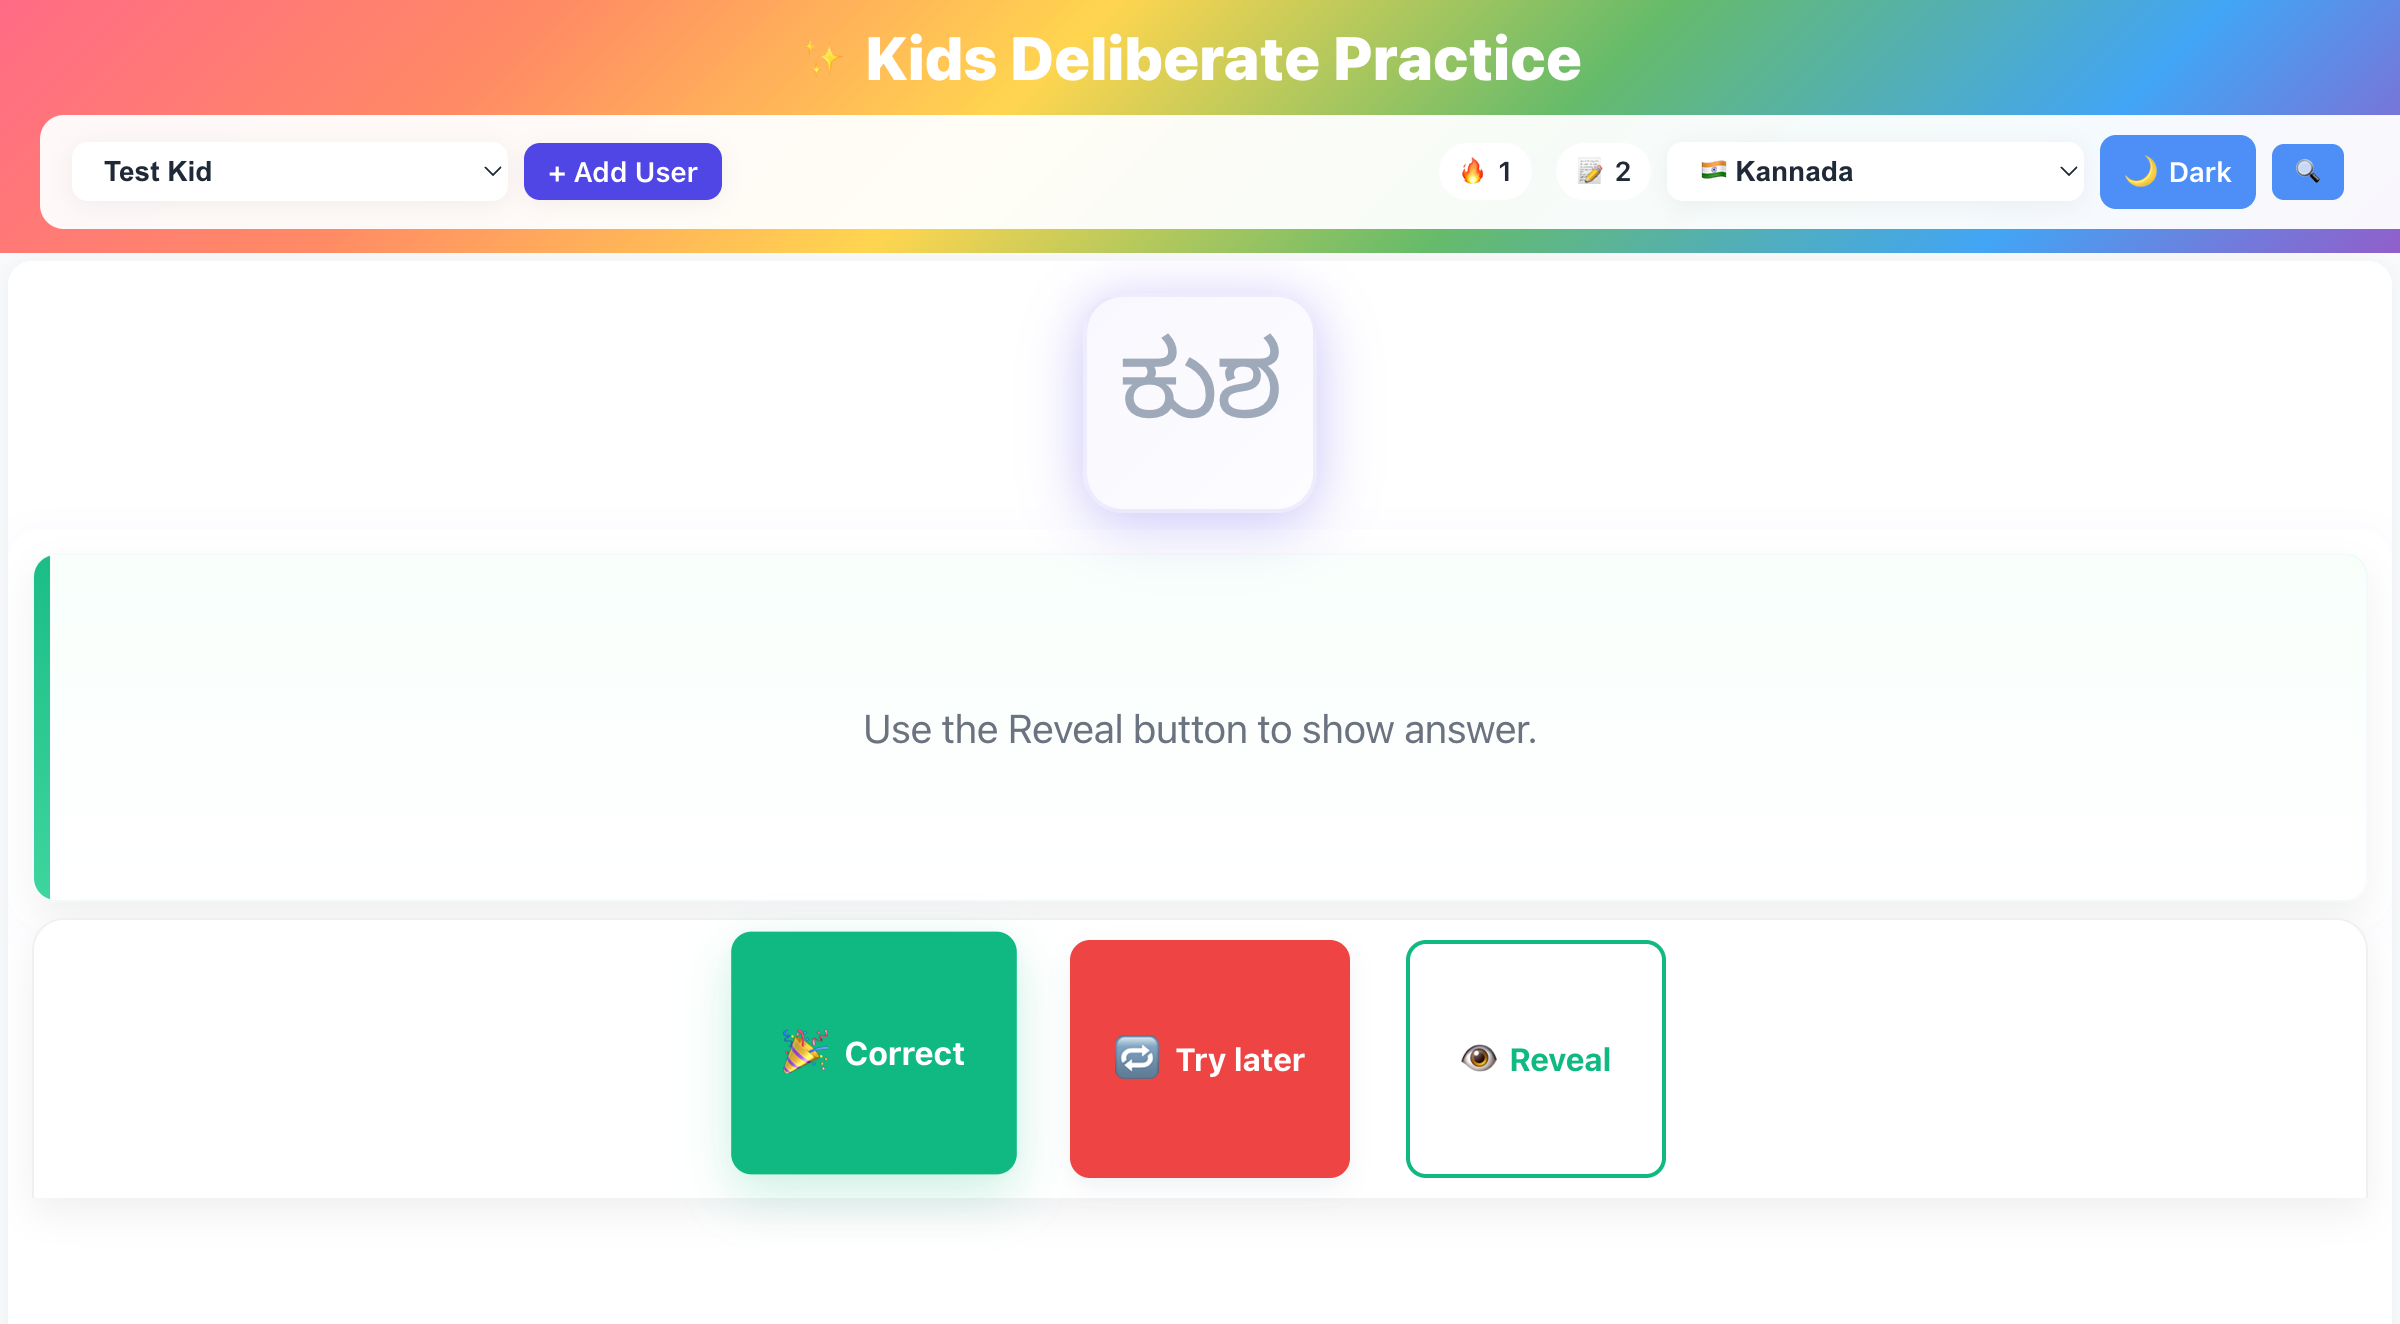 ✨ Kids Deliberate Practice
Test Kid
+ Add User
🔥 1
📝 2
🇮🇳 Kannada
🌙 Dark
🔍
ಕುಶ
Use the Reveal button to show answer.
🎉 Correct
🔁 Try later
👁️ Reveal